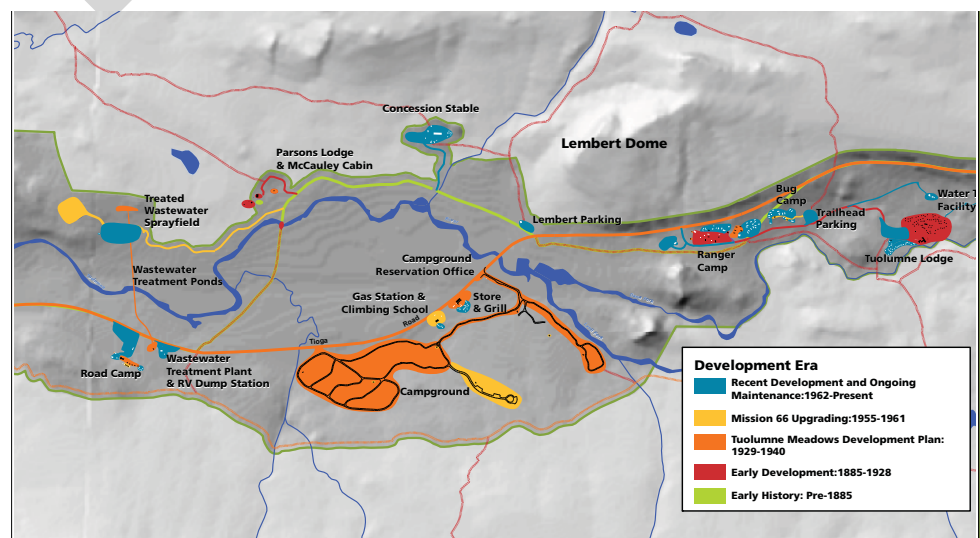 Concession Stable
Lembert Dome
Parsons Lodge
& McCauley Cabin
Treated
Wastewater
Sprayfield
Bug
Camp
Water
Facility
Lembert Parking
Trailhead
Parking
Ranger
Camp
Tuolumne Lodge
Campground
Reservation Office
Wastewater
Treatment Ponds
Gas Station &
Climbing School
Store
& Grill
Road
Tioga
Road Camp
Wastewater
Treatment Plant
& RV Dump Station
Campground
Development Era
Recent Development and Ongoing
Maintenance:1962-Present
Mission 66 Upgrading:1955-1961
Tuolumne Meadows Development Plan:
1929-1940
Early Development:1885-1928
Early History: Pre-1885